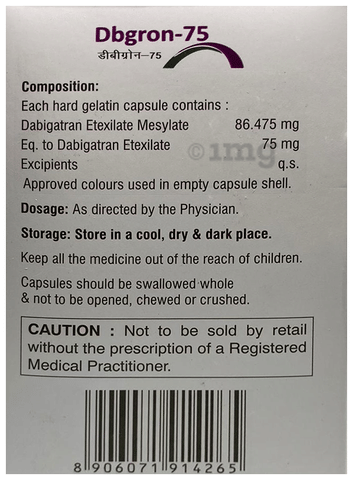 Dbgron-75
डीबीग्रोन-75
Composition:
Each hard gelatin capsule contains :
Dabigatran Etexilate Mesylate 86.475 mg
Eq. to Dabigatran Etexilate 75 mg
Excipients q.s.
©1mg
Approved colours used in empty capsule shell.
Dosage: As directed by the Physician.
Storage: Store in a cool, dry & dark place.
Keep all the medicine out of the reach of children.
Capsules should be swallowed whole
& not to be opened, chewed or crushed.
CAUTION : Not to be sold by retail
without the prescription of a Registered
Medical Practitioner.
8 906071 914265